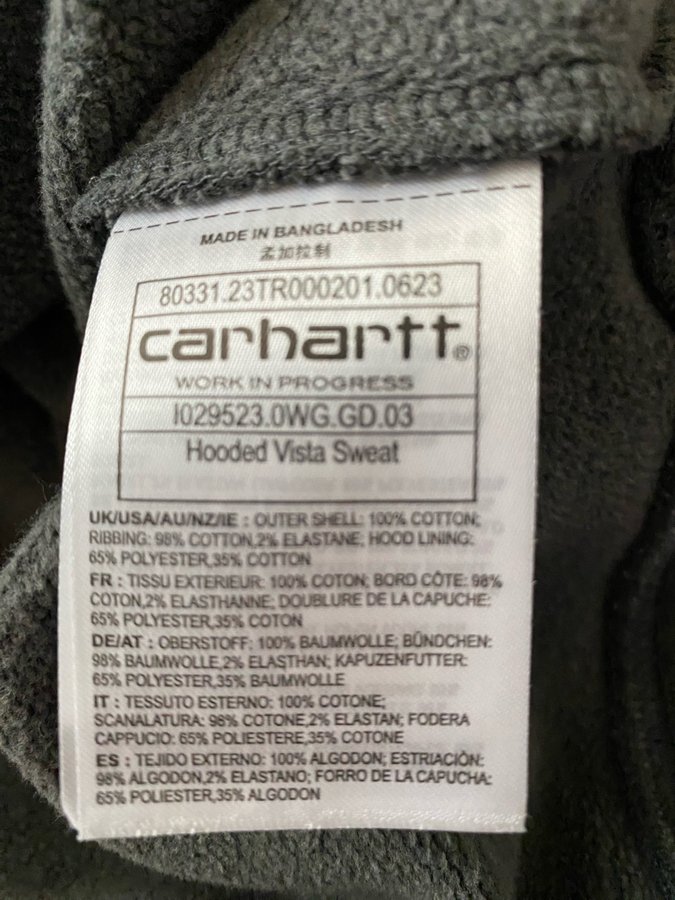 MADE IN BANGLADESH
孟加拉制
80331.23TR000201.0623
carhartt®
WORK IN PROGRESS
I029523.0WG.GD.03
Hooded Vista Sweat
UK/USA/AU/NZ/IE : OUTER SHELL: 100% COTTON;
RIBBING: 98% COTTON,2% ELASTANE; HOOD LINING:
65% POLYESTER,35% COTTON
FR : TISSU EXTERIEUR: 100% COTON; BORD CÔTE: 98%
COTON,2% ELASTHANNE; DOUBLURE DE LA CAPUCHE:
65% POLYESTER,35% COTON
DE/AT : OBERSTOFF: 100% BAUMWOLLE; BÜNDCHEN:
98% BAUMWOLLE,2% ELASTHAN; KAPUZENFUTTER:
65% POLYESTER,35% BAUMWOLLE
IT : TESSUTO ESTERNO: 100% COTONE;
SCANALATURA: 98% COTONE,2% ELASTAN; FODERA
CAPPUCIO: 65% POLIESTERE,35% COTONE
ES : TEJIDO EXTERNO: 100% ALGODON; ESTRIACIÓN:
98% ALGODON,2% ELASTANO; FORRO DE LA CAPUCHA:
65% POLIESTER,35% ALGODON